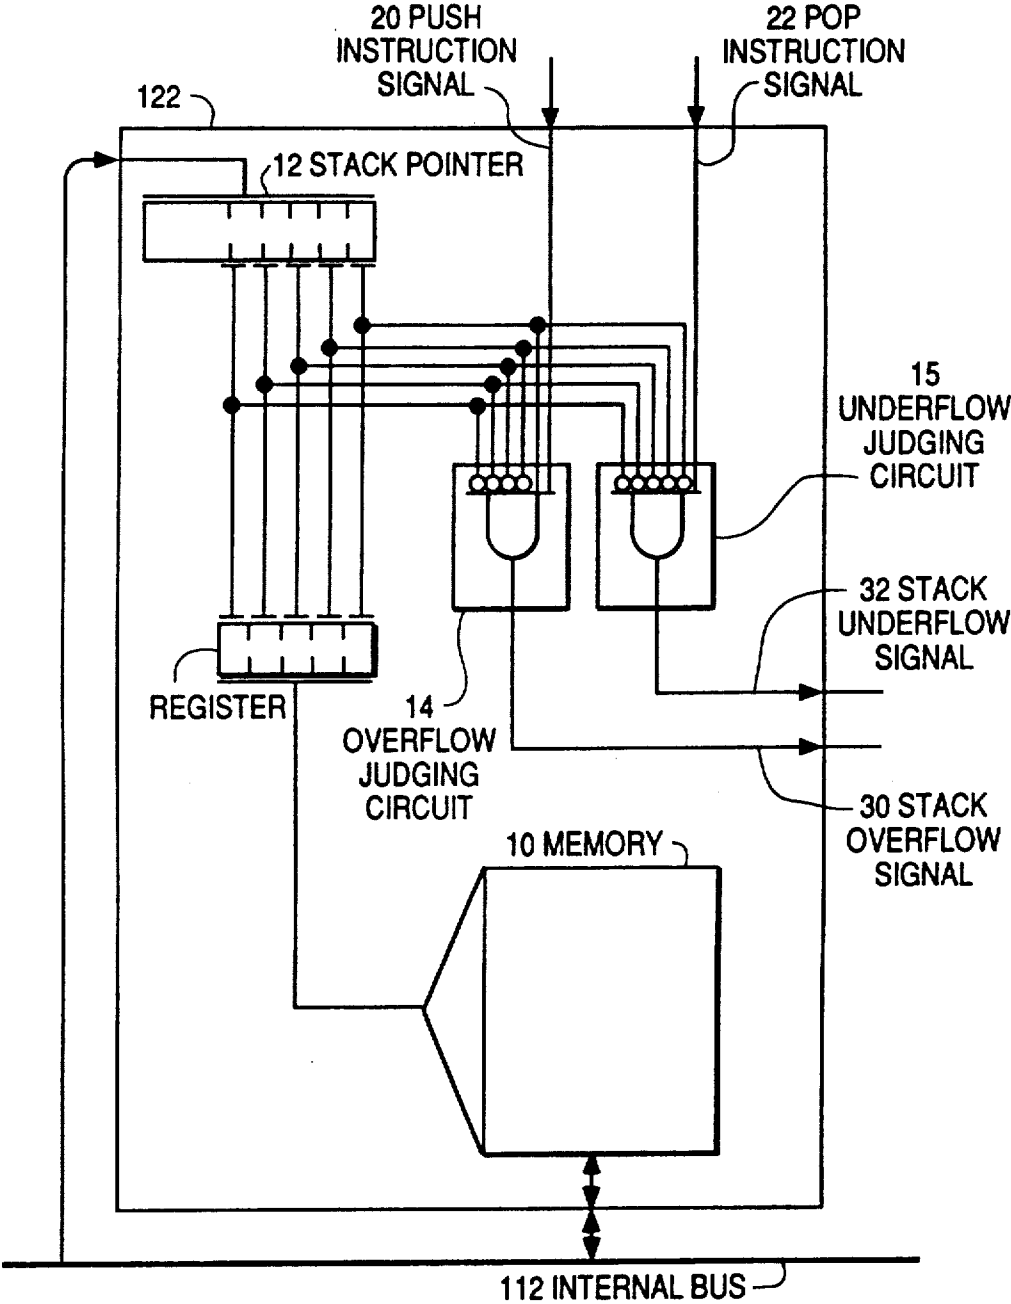 20 PUSH
INSTRUCTION
SIGNAL
22 POP
INSTRUCTION
SIGNAL
122
12 STACK POINTER
15
UNDERFLOW
JUDGING
CIRCUIT
32 STACK
UNDERFLOW
SIGNAL
REGISTER
14
OVERFLOW
JUDGING
CIRCUIT
30 STACK
OVERFLOW
SIGNAL
10 MEMORY
112 INTERNAL BUS